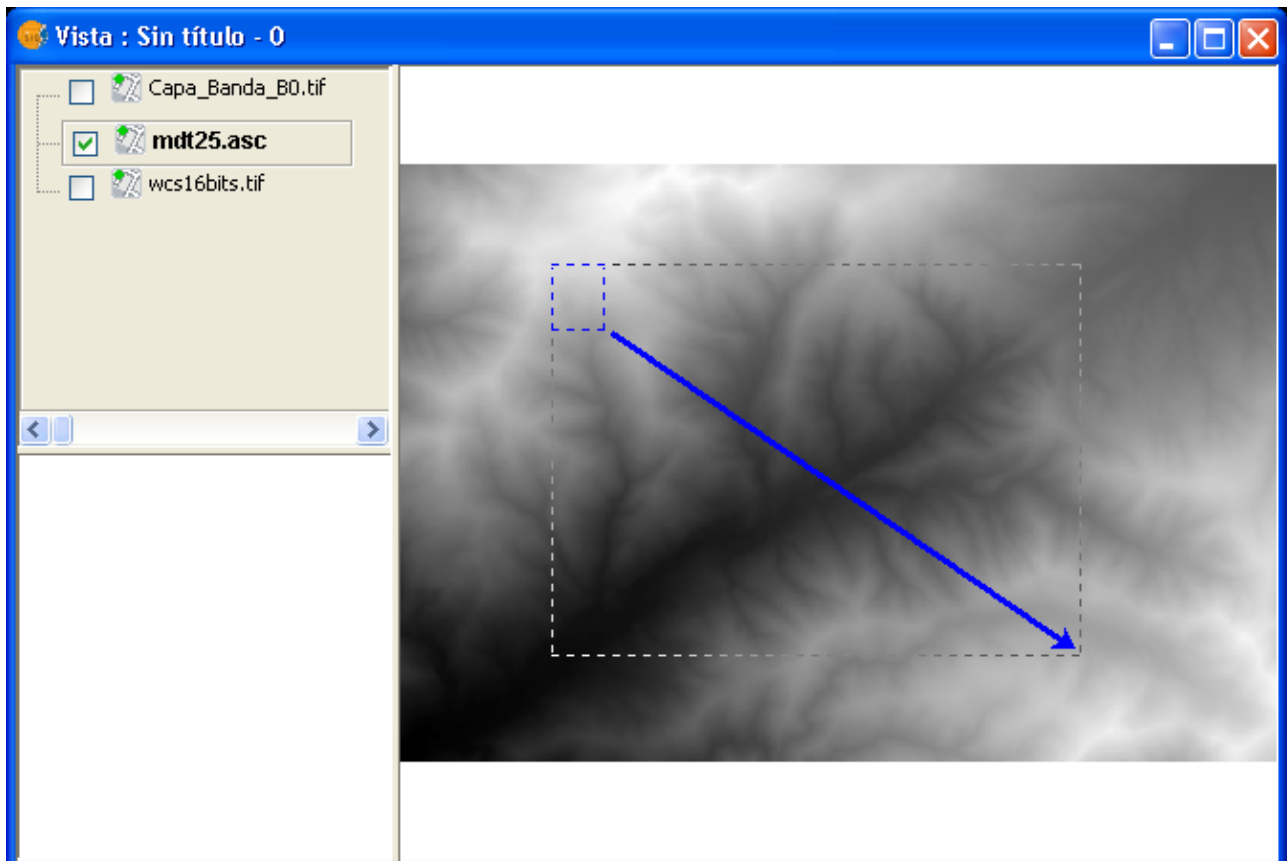 Vista : Sin título - 0
Capa_Banda_B0.tif
mdt25.asc
wcs16bits.tif